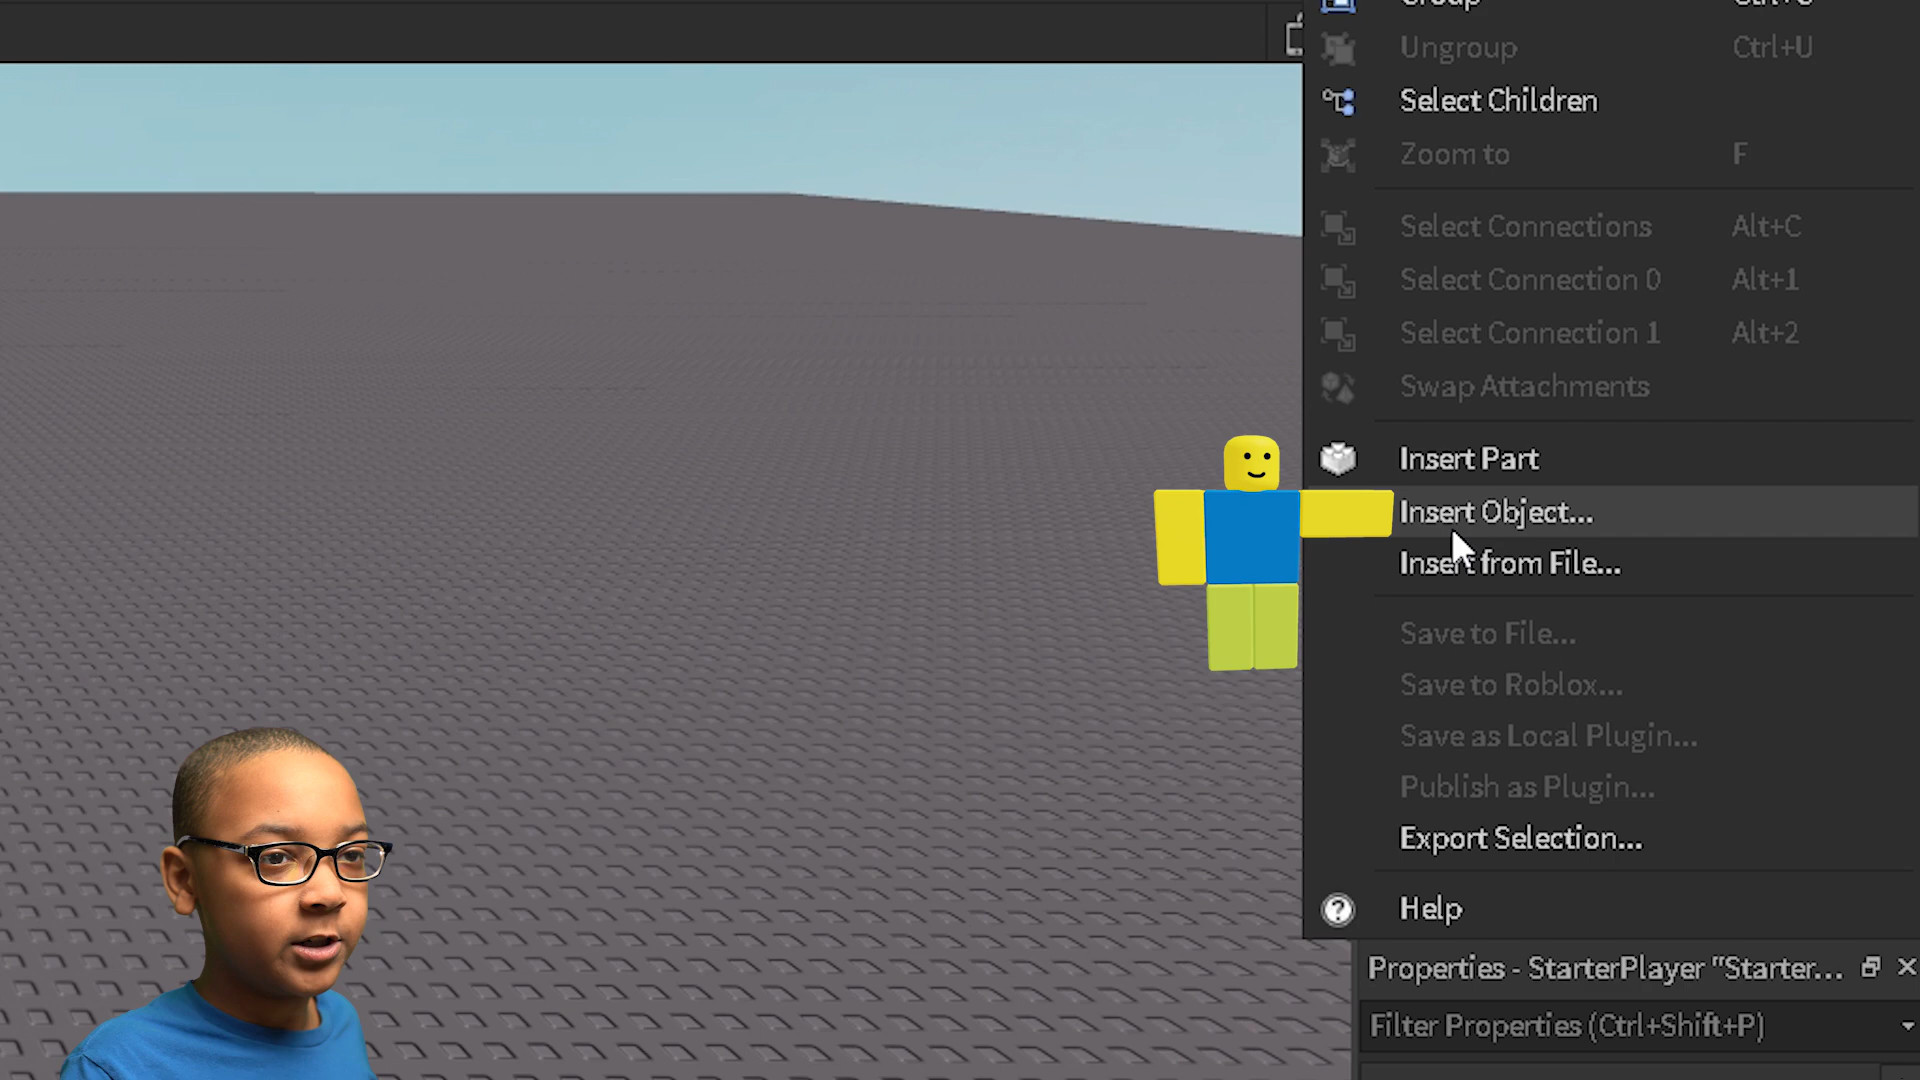 Group Ctrl+G
Ungroup Ctrl+U
Select Children
Zoom to F
Select Connections Alt+C
Select Connection 0 Alt+1
Select Connection 1 Alt+2
Swap Attachments
Insert Part
Insert Object...
Insert from File...
Save to File...
Save to Roblox...
Save as Local Plugin...
Publish as Plugin...
Export Selection...
Help
Properties - StarterPlayer "Starter...
Filter Properties (Ctrl+Shift+P)